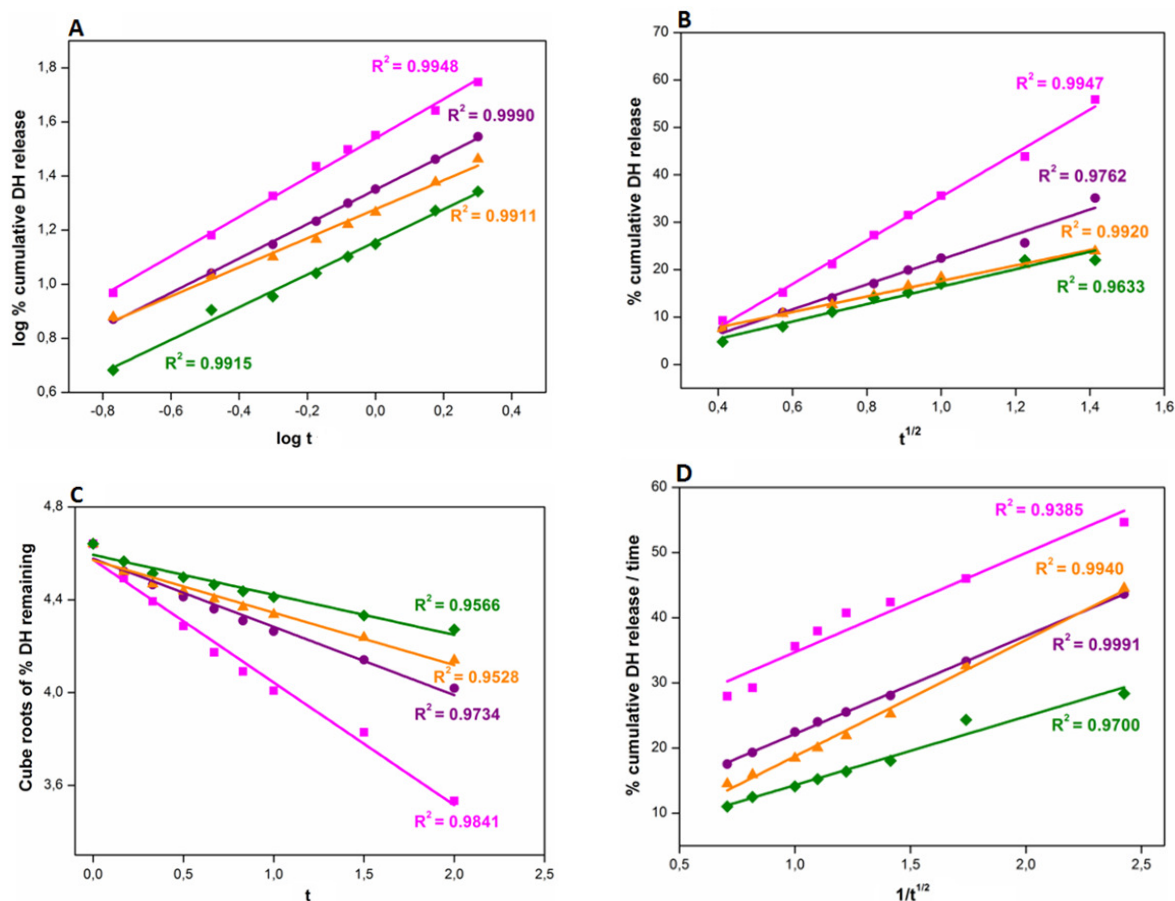 A
log % cumulative DH release
1,8
1,6
1,4
1,2
1,0
0,8
0,6
R² = 0.9948
R² = 0.9990
R² = 0.9911
R² = 0.9915
-0,8 -0,6 -0,4 -0,2 0,0 0,2 0,4
log t
B
% cumulative DH release
70
60
50
40
30
20
10
0
R² = 0.9947
R² = 0.9762
R² = 0.9920
R² = 0.9633
0,4 0,6 0,8 1,0 1,2 1,4 1,6
t^1/2
C
Cube roots of % DH remaining
4,8
4,4
4,0
3,6
R² = 0.9566
R² = 0.9528
R² = 0.9734
R² = 0.9841
0,0 0,5 1,0 1,5 2,0 2,5
t
D
% cumulative DH release / time
60
50
40
30
20
10
R² = 0.9385
R² = 0.9940
R² = 0.9991
R² = 0.9700
0,5 1,0 1,5 2,0 2,5
1/t^1/2